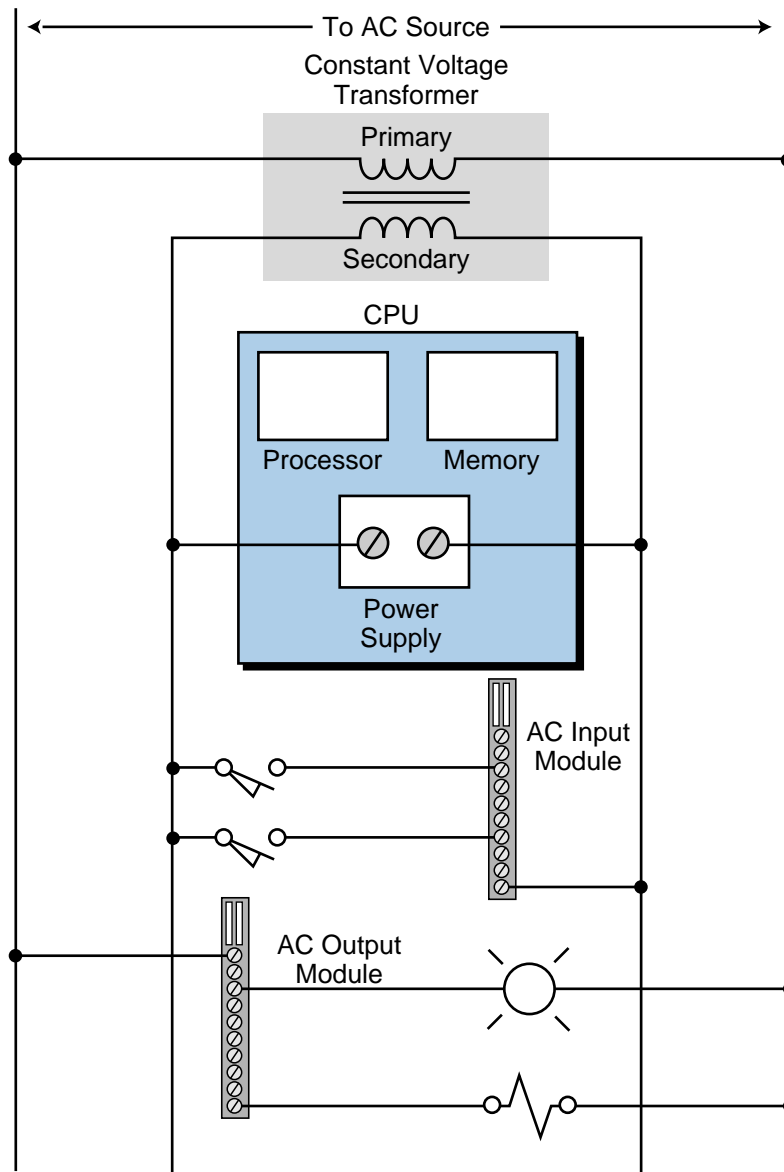 To AC Source
Constant Voltage
Transformer
Primary
Secondary
CPU
Processor
Memory
Power
Supply
AC Input
Module
AC Output
Module